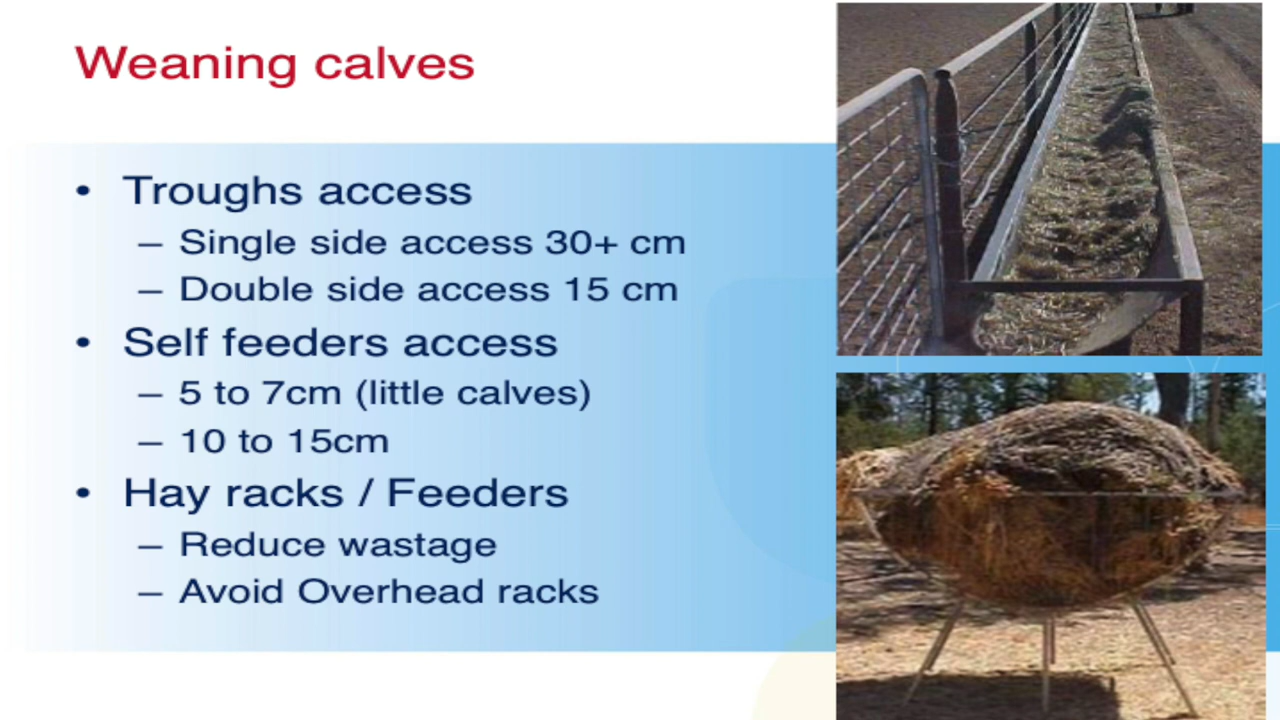 Weaning calves
• Troughs access
– Single side access 30+ cm
– Double side access 15 cm
• Self feeders access
– 5 to 7cm (little calves)
– 10 to 15cm
• Hay racks / Feeders
– Reduce wastage
– Avoid Overhead racks